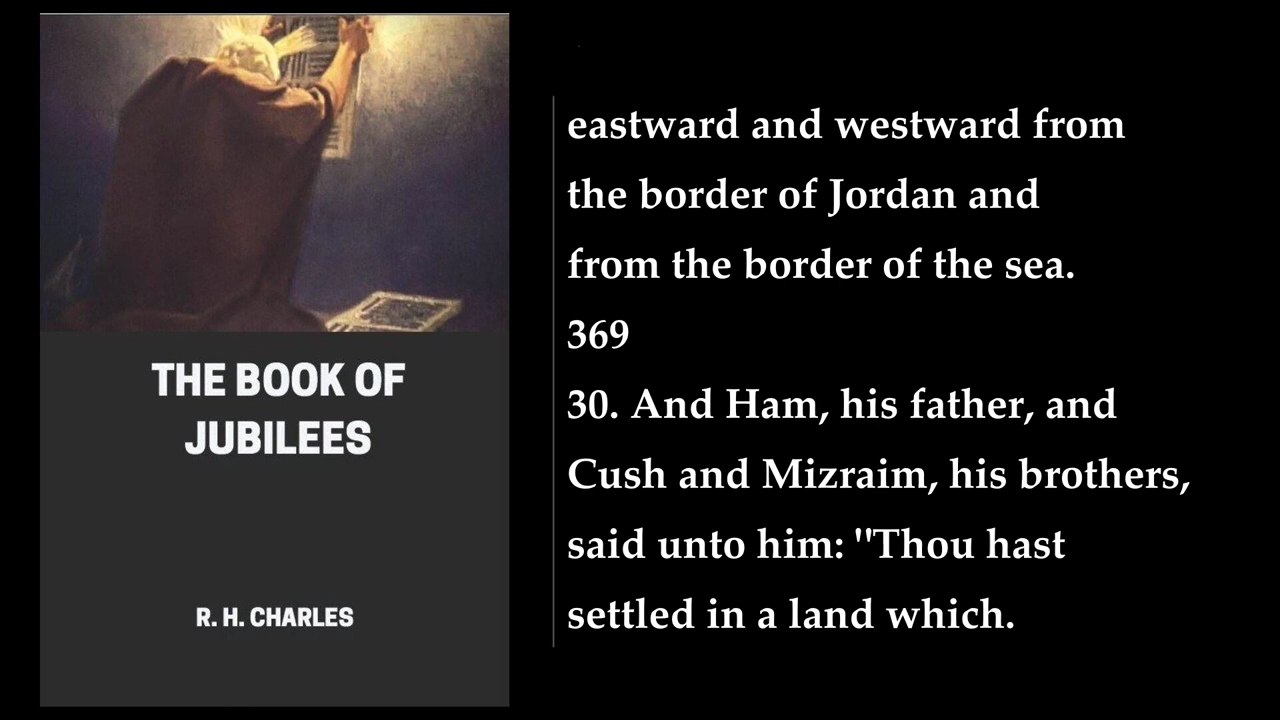 THE BOOK OF
JUBILEES
R. H. CHARLES
eastward and westward from
the border of Jordan and
from the border of the sea.
369
30. And Ham, his father, and
Cush and Mizraim, his brothers,
said unto him: "Thou hast
settled in a land which.